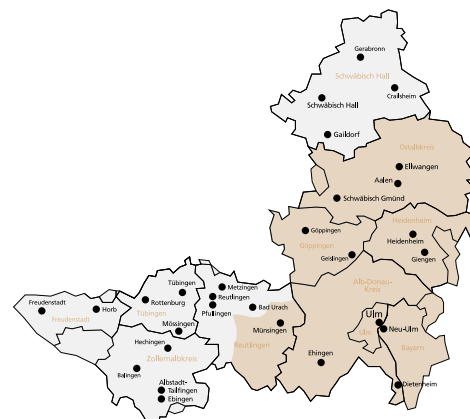 Gerabronn
Schwäbisch Hall
Crailsheim
Schwäbisch Hall
Gaildorf
Ostalbkreis
Ellwangen
Aalen
Schwäbisch Gmünd
Heidenheim
Göppingen
Heidenheim
Göppingen
Giengen
Geislingen
Alb-Donau-
Kreis
Metzingen
Tübingen
Reutlingen
Rottenburg
Bad Urach
Freudenstadt
Horb
Tübingen
Pfullingen
Freudenstadt
Mössingen
Münsingen
Ulm
Ulm
Neu-Ulm
Hechingen
Reutlingen
Bayern
Zollernalbkreis
Ehingen
Balingen
Albstadt-
Tailfingen
Ebingen
Dietenheim